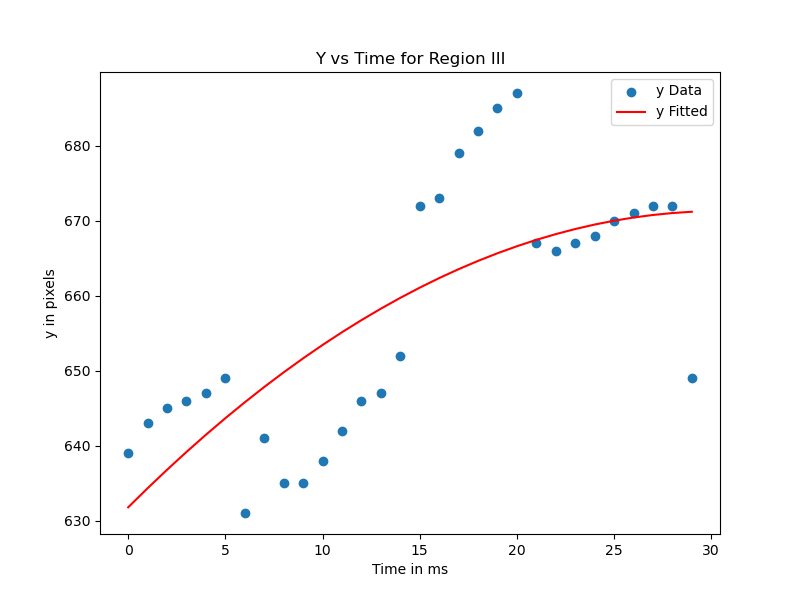 Y vs Time for Region III
y Data
y Fitted
680
670
660
650
640
630
y in pixels
0 5 10 15 20 25 30
Time in ms